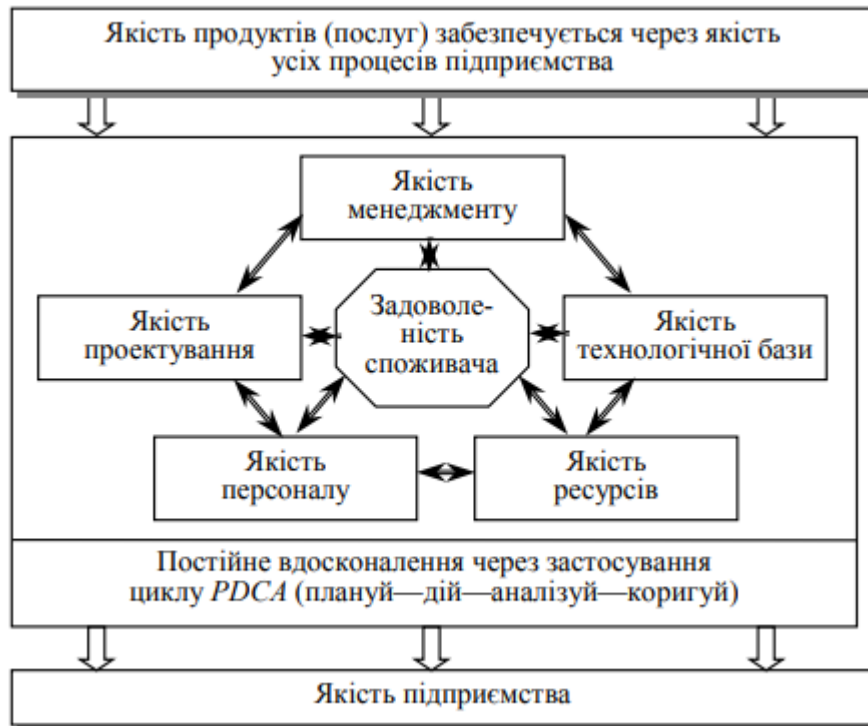 Якість продуктів (послуг) забезпечується через якість
усіх процесів підприємства
Якість
менеджменту
Якість
проектування
Задоволе-
ність
споживача
Якість
технологічної бази
Якість
персоналу
Якість
ресурсів
Постійне вдосконалення через застосування
циклу PDCA (плануй—дій—аналізуй—коригуй)
Якість підприємства